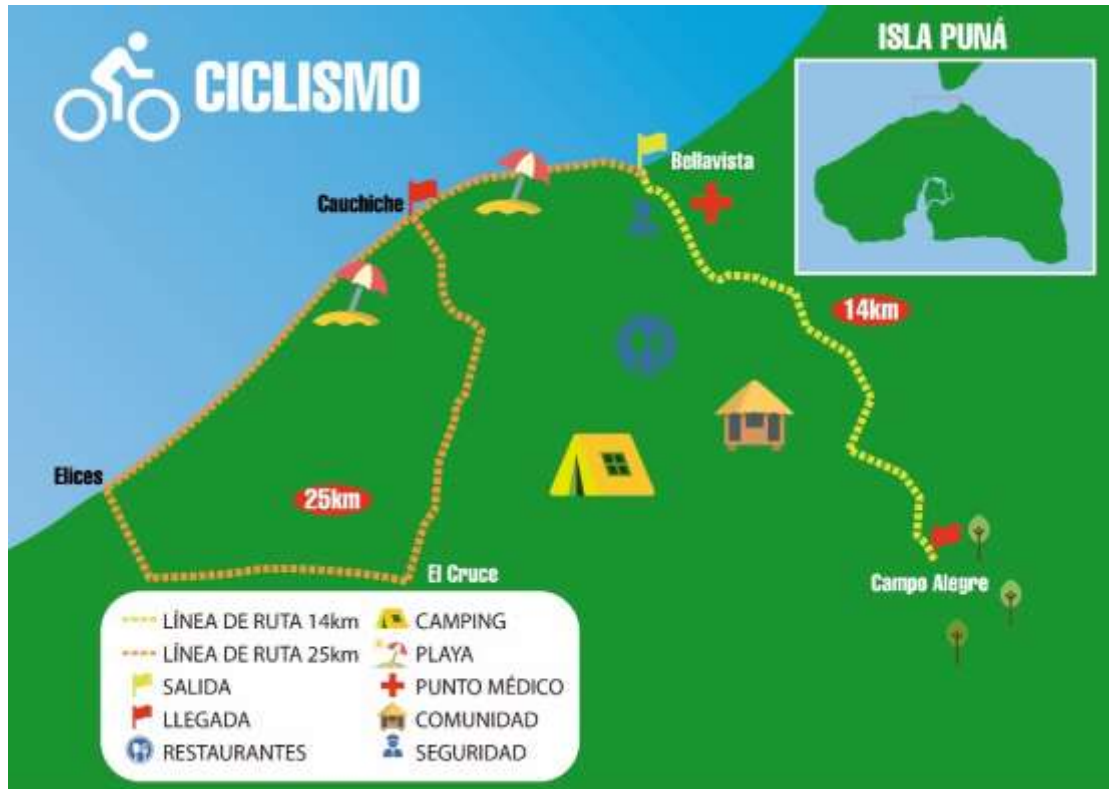 CICLISMO
ISLA PUNÁ
Bellavista
Cauchiche
14km
Elices
25km
El Cruce
Campo Alegre
LÍNEA DE RUTA 14km
LÍNEA DE RUTA 25km
SALIDA
LLEGADA
RESTAURANTES
CAMPING
PLAYA
PUNTO MÉDICO
COMUNIDAD
SEGURIDAD